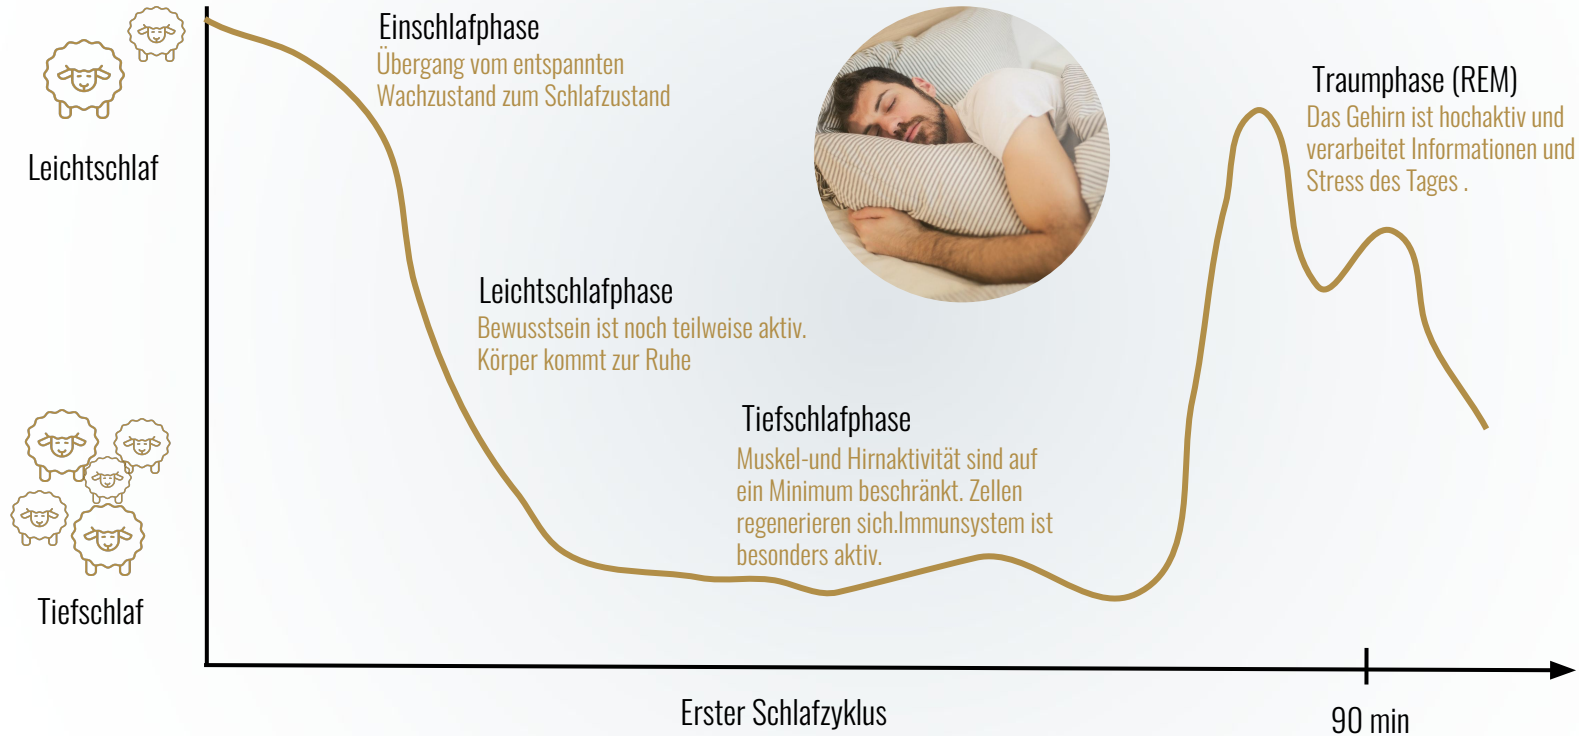 Einschlafphase
Übergang vom entspannten
Wachzustand zum Schlafzustand
Traumphase (REM)
Das Gehirn ist hochaktiv und
verarbeitet Informationen und
Stress des Tages .
Leichtschlaf
Leichtschlafphase
Bewusstsein ist noch teilweise aktiv.
Körper kommt zur Ruhe
Tiefschlafphase
Muskel-und Hirnaktivität sind auf
ein Minimum beschränkt. Zellen
regenerieren sich.Immunsystem ist
besonders aktiv.
Tiefschlaf
Erster Schlafzyklus
90 min